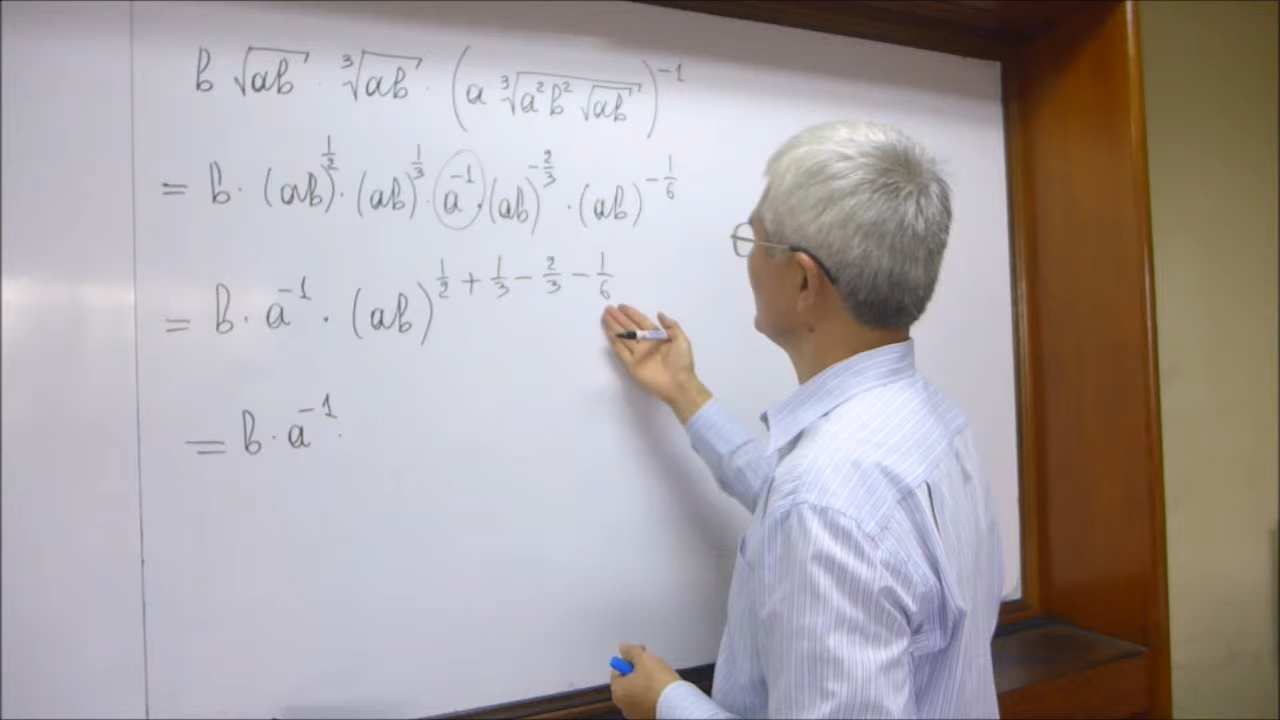 b √(ab) · ∛(ab) · (a ∛(a²b² √(ab)))⁻¹
= b · (ab)^(1/2) · (ab)^(1/3) · a⁻¹ · (ab)^(-2/3) · (ab)^(-1/6)
= b · a⁻¹ · (ab)^(1/2 + 1/3 - 2/3 - 1/6)
= b · a⁻¹ ·